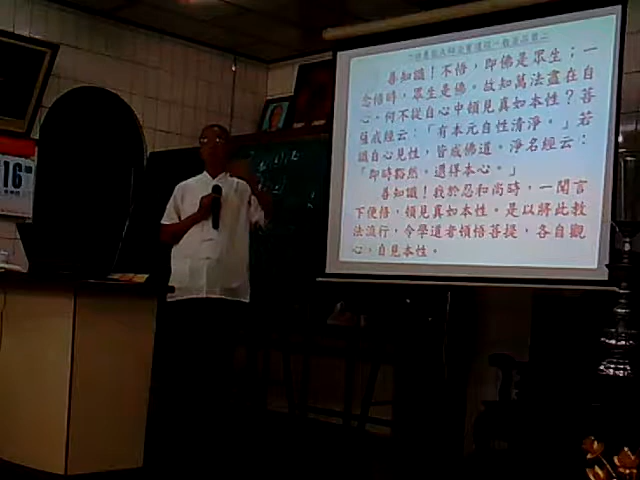 善知識！不悟，即佛是眾生；一
念悟時，眾生是佛。故知萬法盡在自
心，何不從自心中頓見真如本性？菩
薩戒經云：「有本元自性清淨。」若
識自心見性，皆成佛道。淨名經云：
「即時豁然，還得本心。」
善知識！我於忍和尚時，一聞言
下便悟，頓見真如本性。是以將此教
法流行，令學道者頓悟菩提，各自觀
心，自見本性。
16